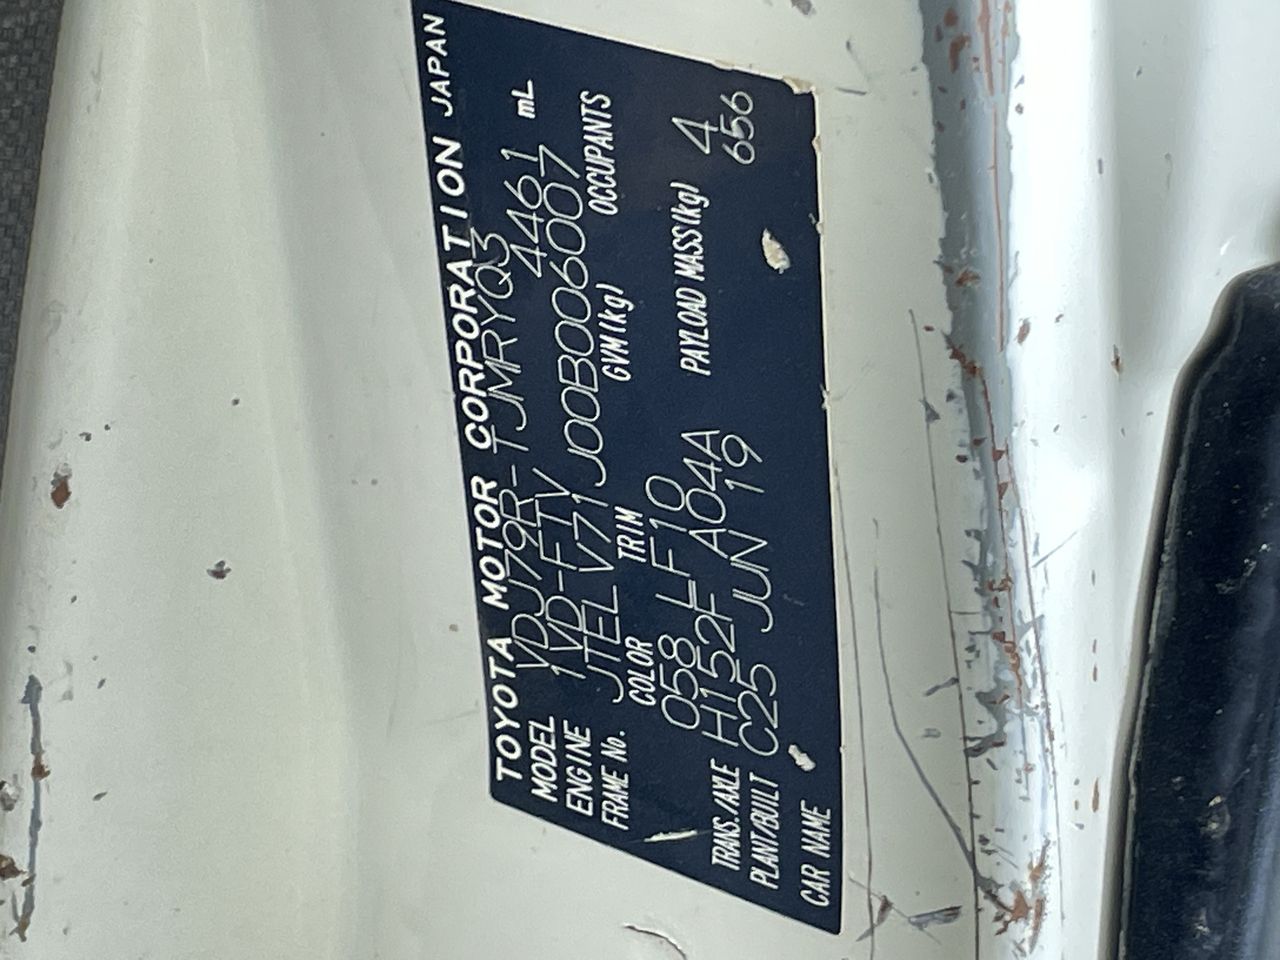 TOYOTA MOTOR CORPORATION JAPAN
MODEL VDJ79R-TJMRYQ3
ENGINE 1VD-FTV 4461 mL
FRAME No. JTELV71J00B006007
COLOR TRIM GVM(kg) OCCUPANTS
058 LF10 4
TRANS./AXLE H152F A04A PAYLOAD MASS(kg) 656
PLANT/BUILT C25 JUN 19
CAR NAME